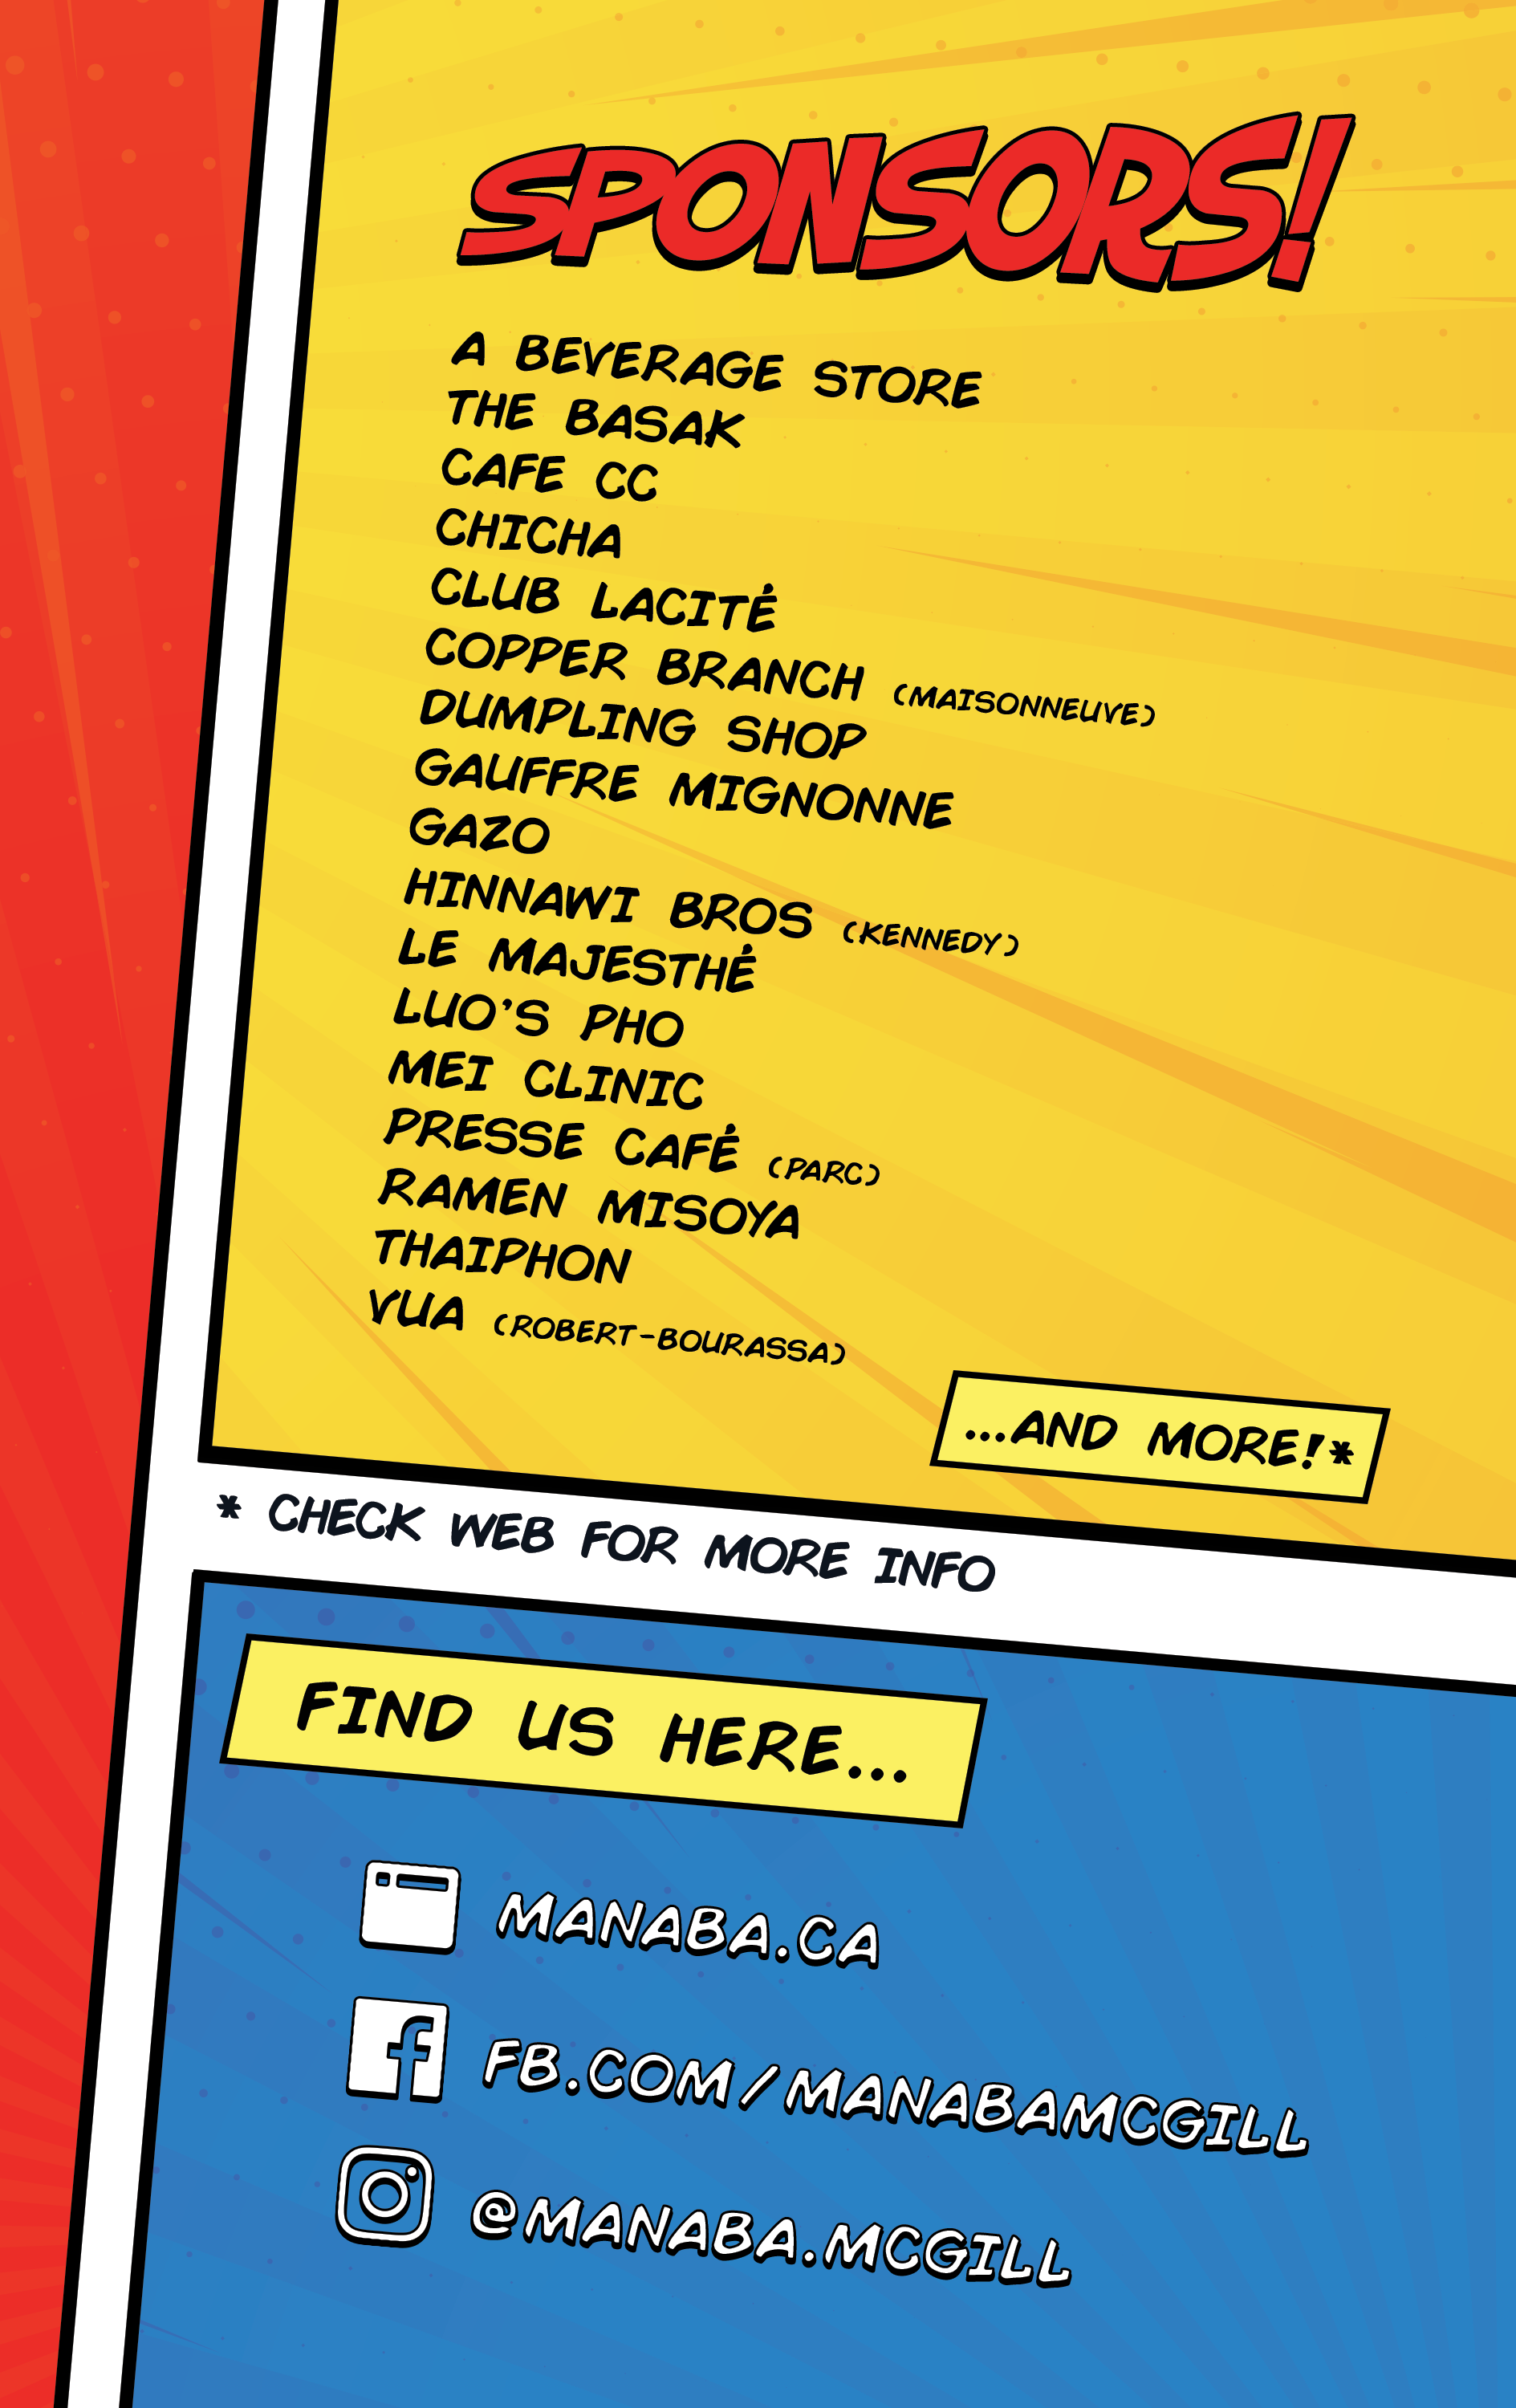 SPONSORS!
A BEVERAGE STORE
THE BASAK
CAFE CC
CHICHA
CLUB LACITÉ
COPPER BRANCH (MAISONNEUVE)
DUMPLING SHOP
GAUFFRE MIGNONNE
GAZO
HINNAWI BROS (KENNEDY)
LE MAJESTHÉ
LUO'S PHO
MEI CLINIC
PRESSE CAFÉ (PARC)
RAMEN MISOYA
THAIPHON
VUA (ROBERT-BOURASSA)
...AND MORE!*
* CHECK WEB FOR MORE INFO
FIND US HERE...
MANABA.CA
FB.COM/MANABAMCGILL
@MANABA.MCGILL